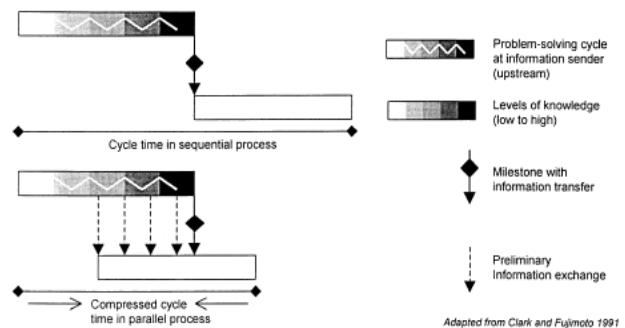 Cycle time in sequential process
Compressed cycle
time in parallel process
Problem-solving cycle
at information sender
(upstream)
Levels of knowledge
(low to high)
Milestone with
information transfer
Preliminary
Information exchange
Adapted from Clark and Fujimoto 1991